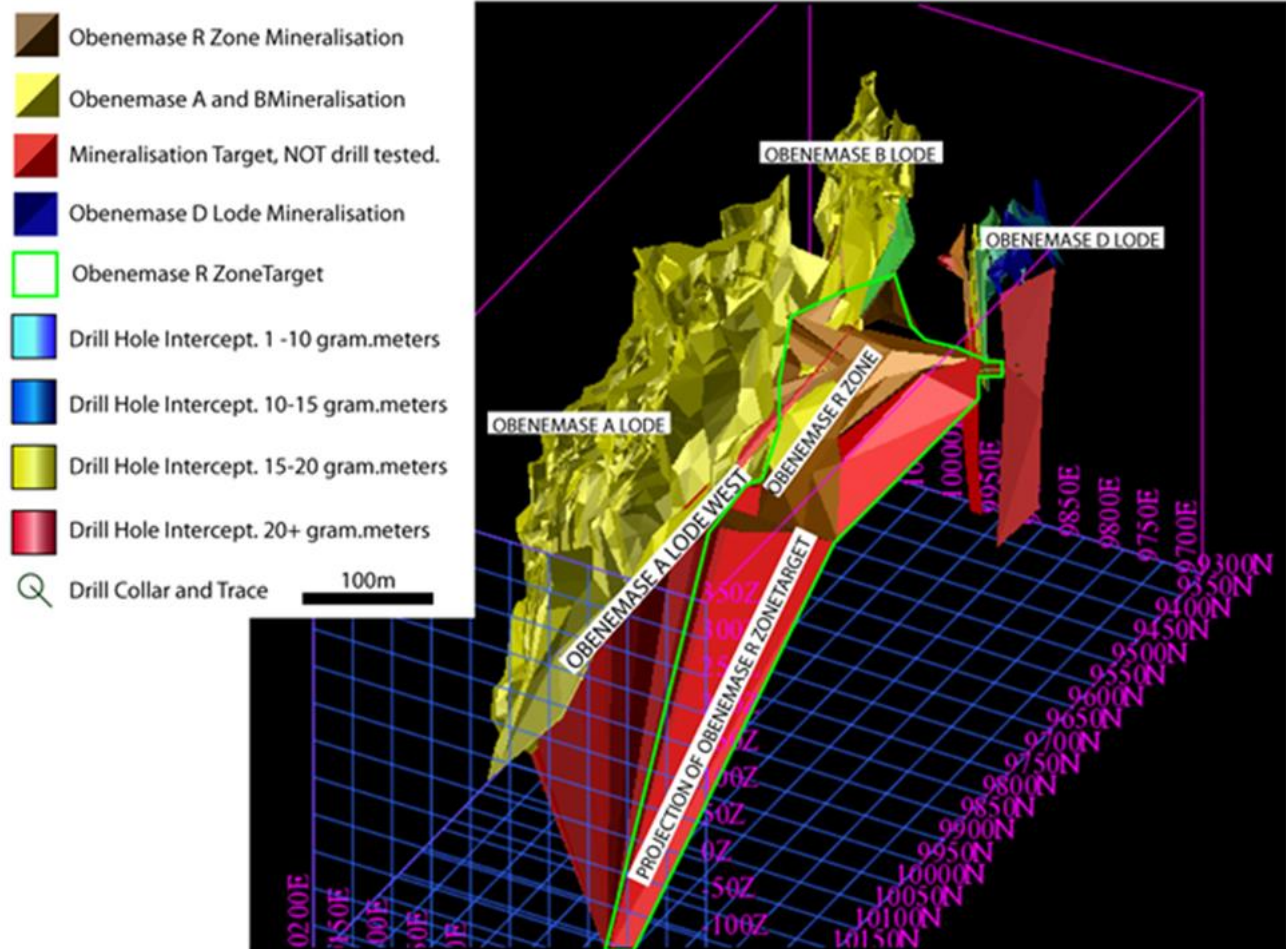 Obenemase R Zone Mineralisation
Obenemase A and BMineralisation
Mineralisation Target, NOT drill tested.
Obenemase D Lode Mineralisation
Obenemase R ZoneTarget
Drill Hole Intercept. 1 -10 gram.meters
Drill Hole Intercept. 10-15 gram.meters
Drill Hole Intercept. 15-20 gram.meters
Drill Hole Intercept. 20+ gram.meters
Drill Collar and Trace
100m
OBENEMASE B LODE
OBENEMASE D LODE
OBENEMASE A LODE
OBENEMASE R ZONE
OBENEMASE A LODE WEST
PROJECTION OF OBENEMASE R ZONETARGET
9850E
9800E
9750E
9700E
9300N
9350N
9400N
9450N
9500N
9550N
9600N
9650N
9700N
9750N
9800N
9850N
9900N
9950N
10000N
10050N
10100N
10150N
350Z
50Z
0Z
-50Z
-100Z